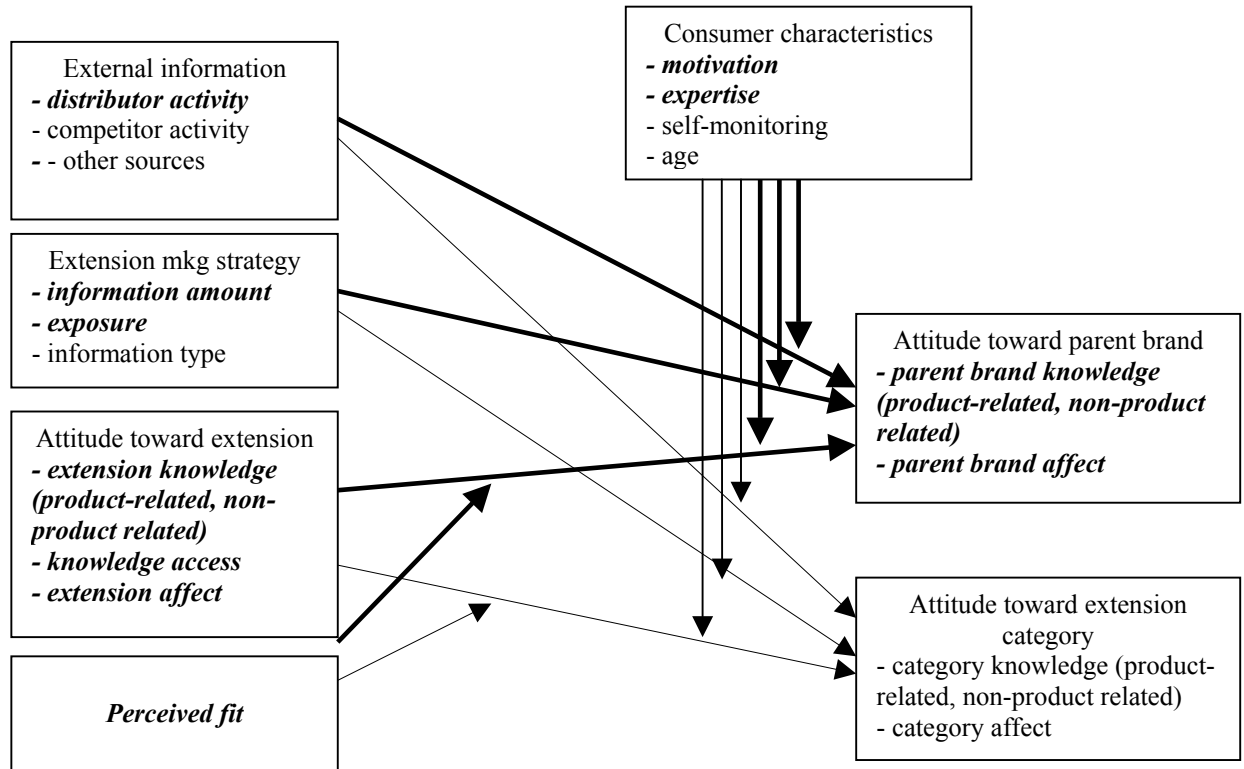 External information
- distributor activity
- competitor activity
- - other sources
Consumer characteristics
- motivation
- expertise
- self-monitoring
- age
Extension mkg strategy
- information amount
- exposure
- information type
Attitude toward parent brand
- parent brand knowledge
(product-related, non-product
related)
- parent brand affect
Attitude toward extension
- extension knowledge
(product-related, non-
product related)
- knowledge access
- extension affect
Attitude toward extension
category
- category knowledge (product-
related, non-product related)
- category affect
Perceived fit